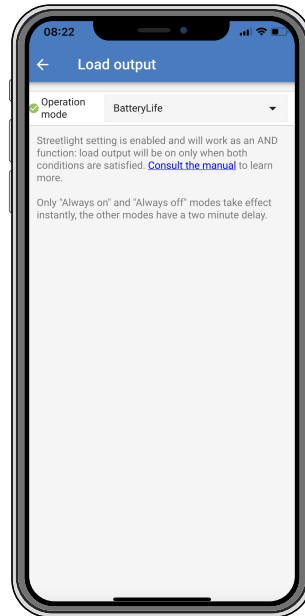 08:22
Load output
Operation
mode
BatteryLife
Streetlight setting is enabled and will work as an AND
function: load output will be on only when both
conditions are satisfied. Consult the manual to learn
more.
Only "Always on" and "Always off" modes take effect
instantly, the other modes have a two minute delay.